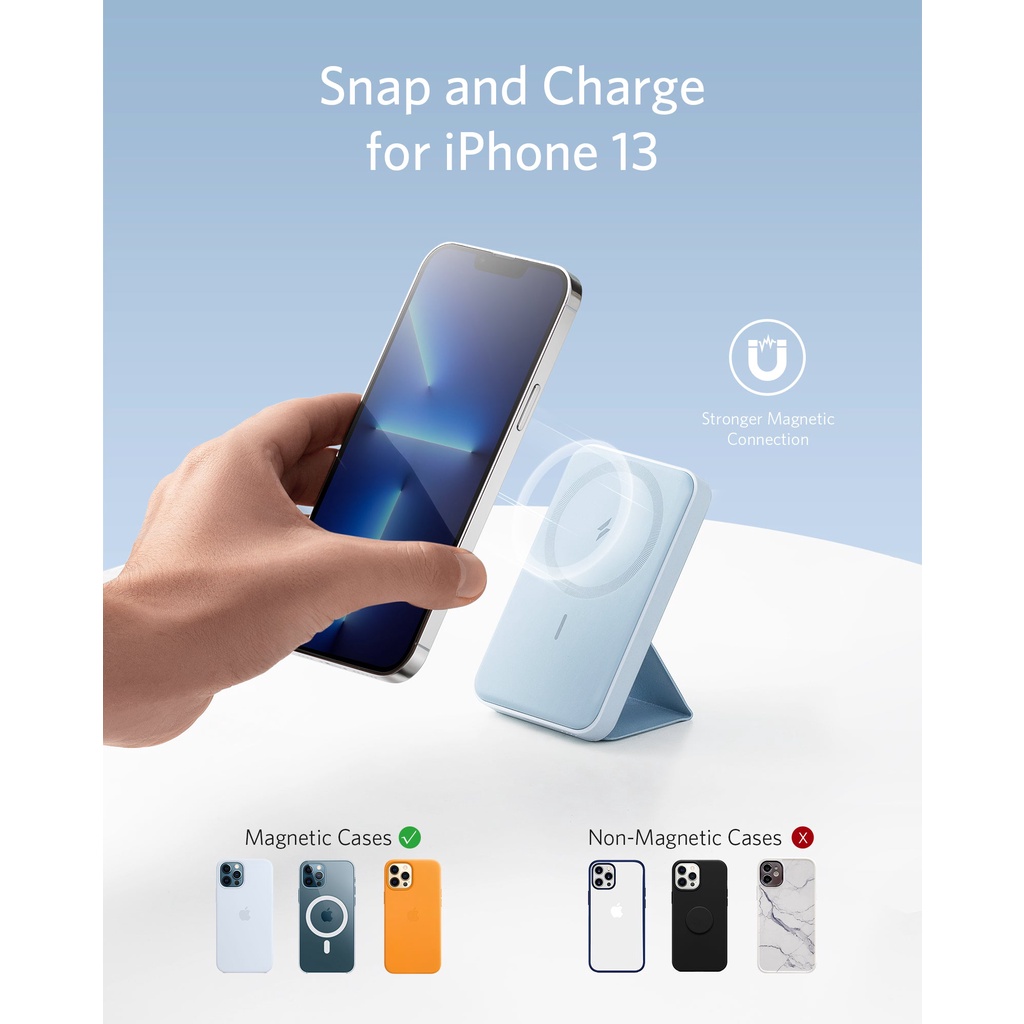 Snap and Charge
for iPhone 13
Stronger Magnetic
Connection
Magnetic Cases
Non-Magnetic Cases X